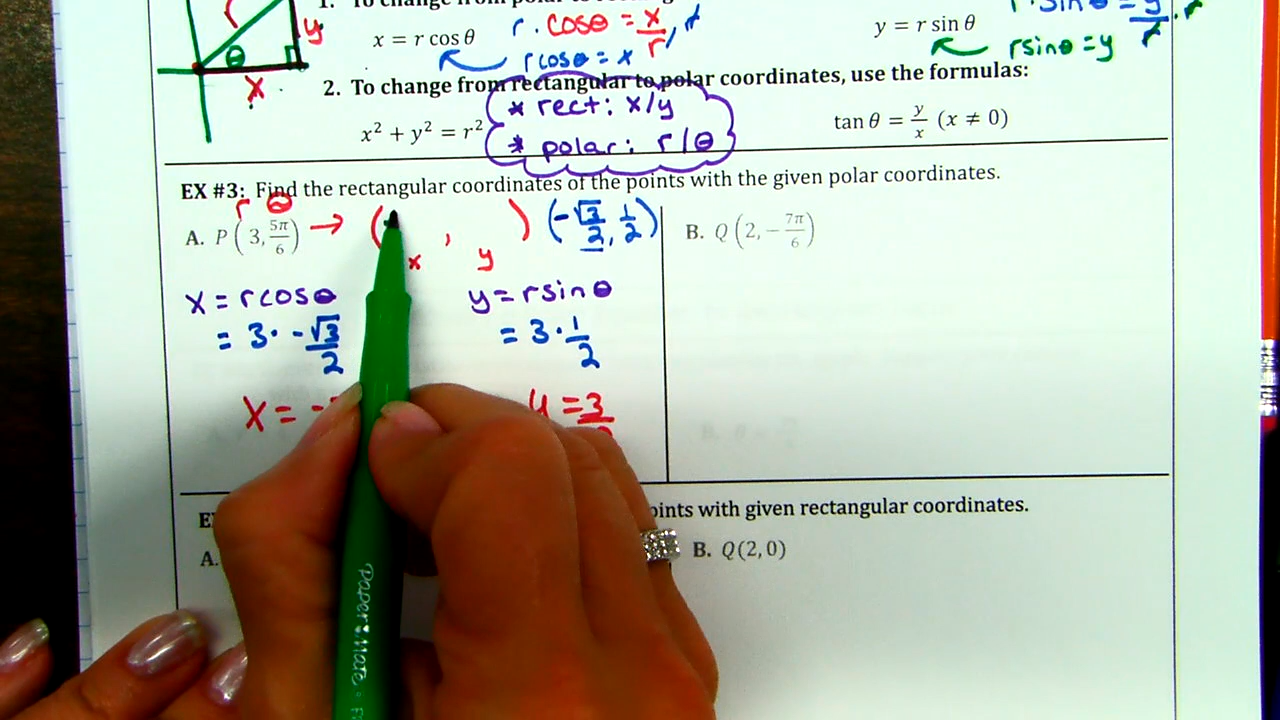 1. To change from
r . cosθ = x/r . r
r . sin θ = y/r . r
r y
x = r cos θ
y = r sin θ
θ
r cosθ = x
r sinθ = y
x
2. To change from rectangular to polar coordinates, use the formulas:
* rect: x/y
x² + y² = r²
tan θ = y/x (x ≠ 0)
* polar: r/θ
EX #3: Find the rectangular coordinates of the points with the given polar coordinates.
r θ
A. P(3, 5π/6) → ( , ) (-√3/2, 1/2)
B. Q(2, -7π/6)
x y
x = r cosθ y = r sinθ
= 3 · -√3/2 = 3 · 1/2
x = - y = 3
points with given rectangular coordinates.
A. B. Q(2, 0)
PAPER MATE